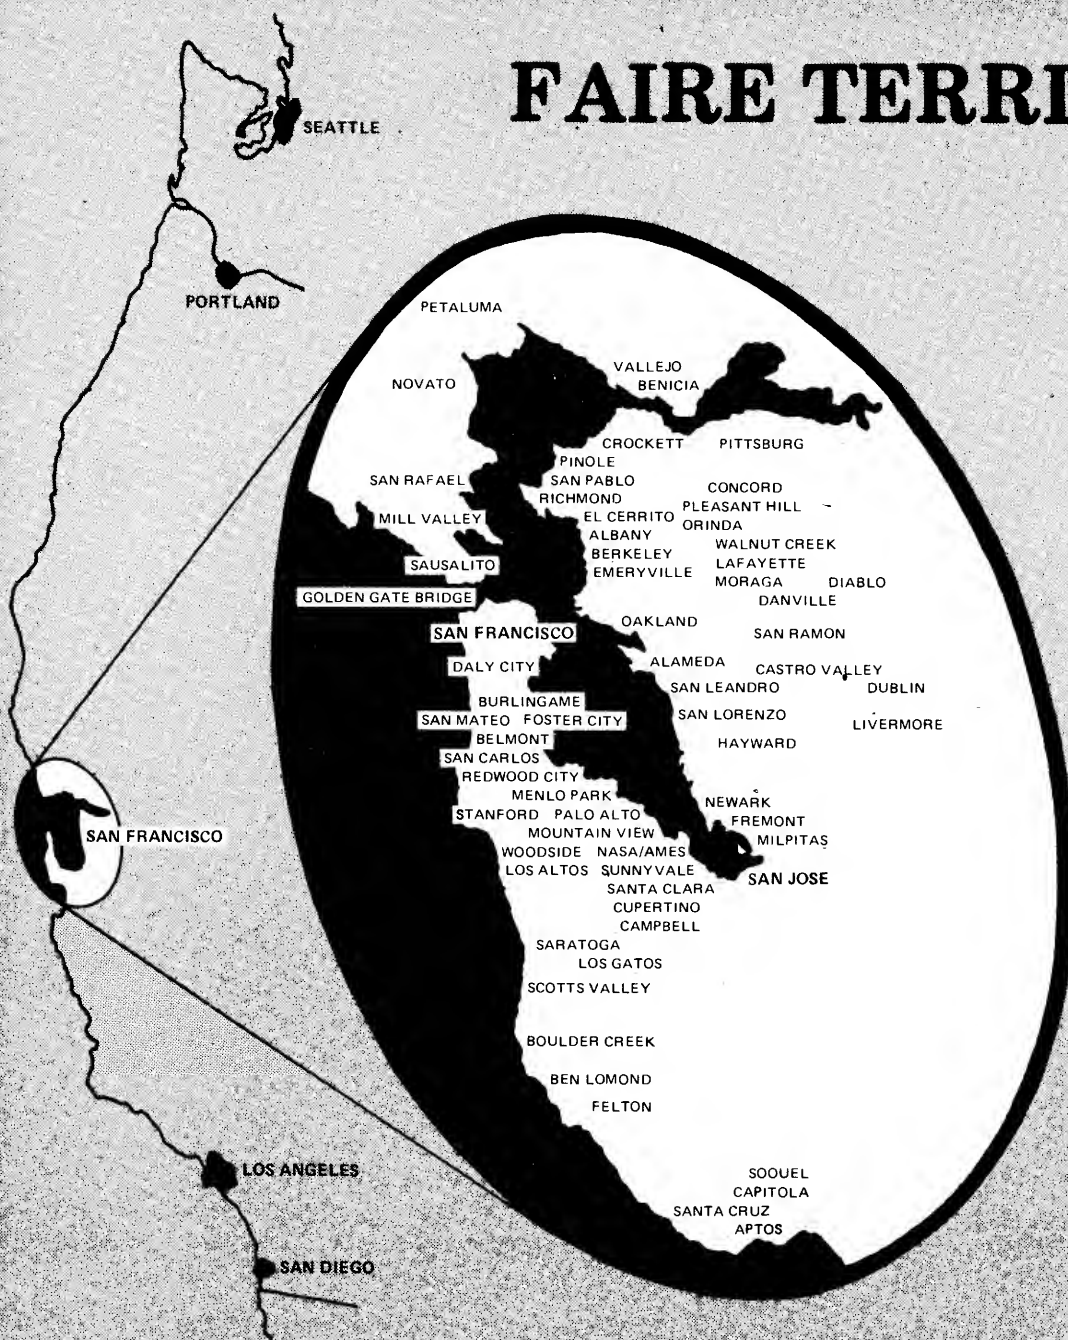 FAIRE TERRI
SEATTLE
PORTLAND
PETALUMA
VALLEJO
NOVATO
BENICIA
CROCKETT PITTSBURG
PINOLE
SAN RAFAEL SAN PABLO
CONCORD
RICHMOND
PLEASANT HILL
MILL VALLEY EL CERRITO
ORINDA
ALBANY
WALNUT CREEK
BERKELEY
SAUSALITO LAFAYETTE
EMERYVILLE
MORAGA DIABLO
GOLDEN GATE BRIDGE DANVILLE
OAKLAND
SAN FRANCISCO SAN RAMON
DALY CITY ALAMEDA
CASTRO VALLEY
SAN LEANDRO DUBLIN
BURLINGAME
SAN LORENZO
SAN MATEO FOSTER CITY LIVERMORE
BELMONT HAYWARD
SAN CARLOS
REDWOOD CITY
MENLO PARK
NEWARK
STANFORD PALO ALTO
FREMONT
MOUNTAIN VIEW
SAN FRANCISCO
MILPITAS
WOODSIDE NASA/AMES
LOS ALTOS SUNNYVALE
SAN JOSE
SANTA CLARA
CUPERTINO
CAMPBELL
SARATOGA
LOS GATOS
SCOTTS VALLEY
BOULDER CREEK
BEN LOMOND
FELTON
LOS ANGELES
SOOUEL
CAPITOLA
SANTA CRUZ
APTOS
SAN DIEGO